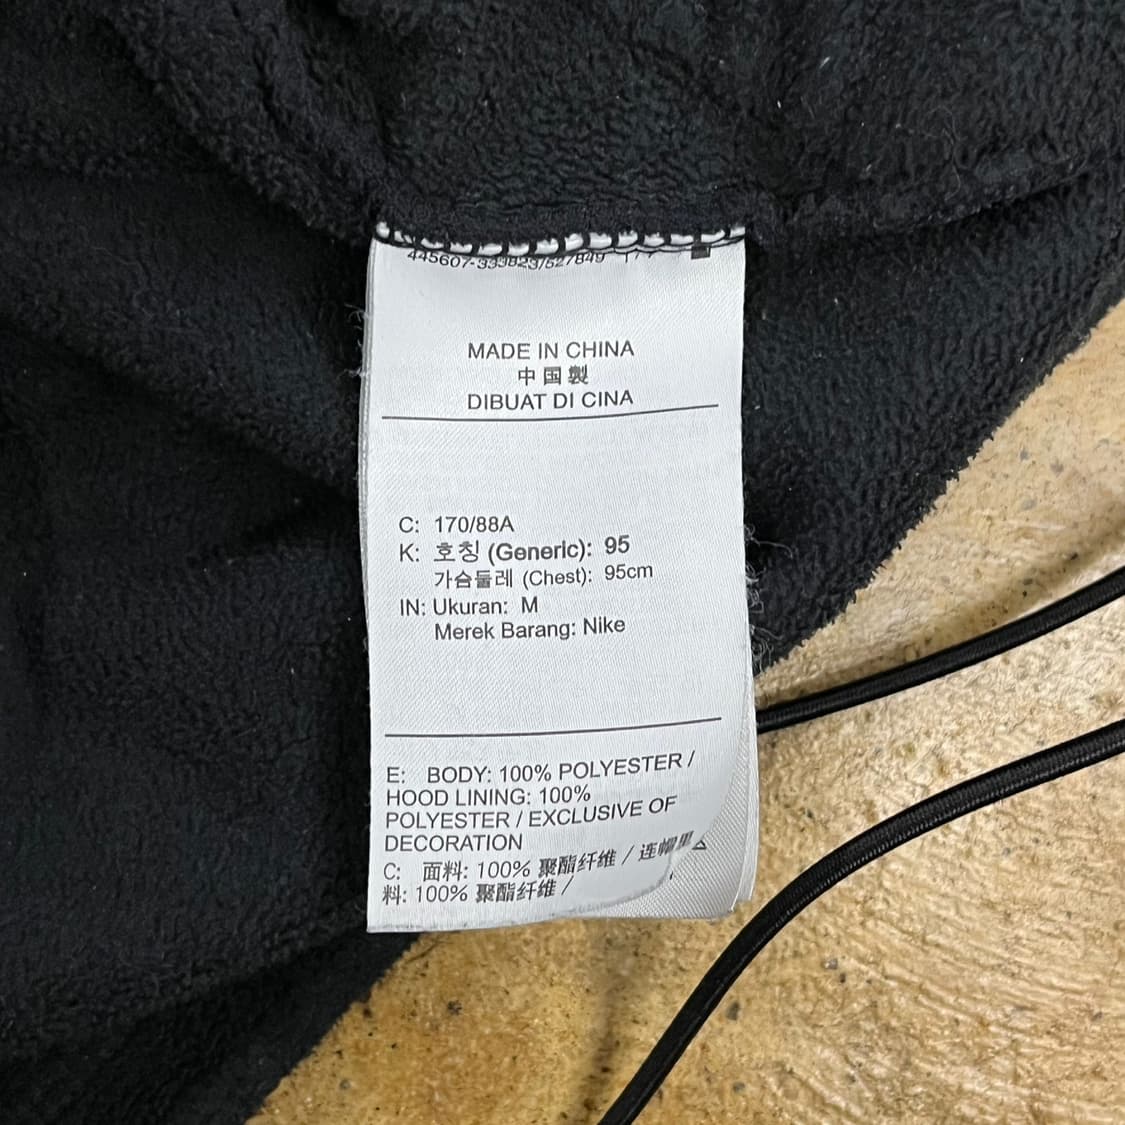 445607-333823/527849
MADE IN CHINA
中国製
DIBUAT DI CINA
C: 170/88A
K: 호칭 (Generic): 95
가슴둘레 (Chest): 95cm
IN: Ukuran: M
Merek Barang: Nike
E: BODY: 100% POLYESTER /
HOOD LINING: 100%
POLYESTER / EXCLUSIVE OF
DECORATION
C: 面料: 100% 聚酯纤维 / 连帽里
料: 100% 聚酯纤维 /